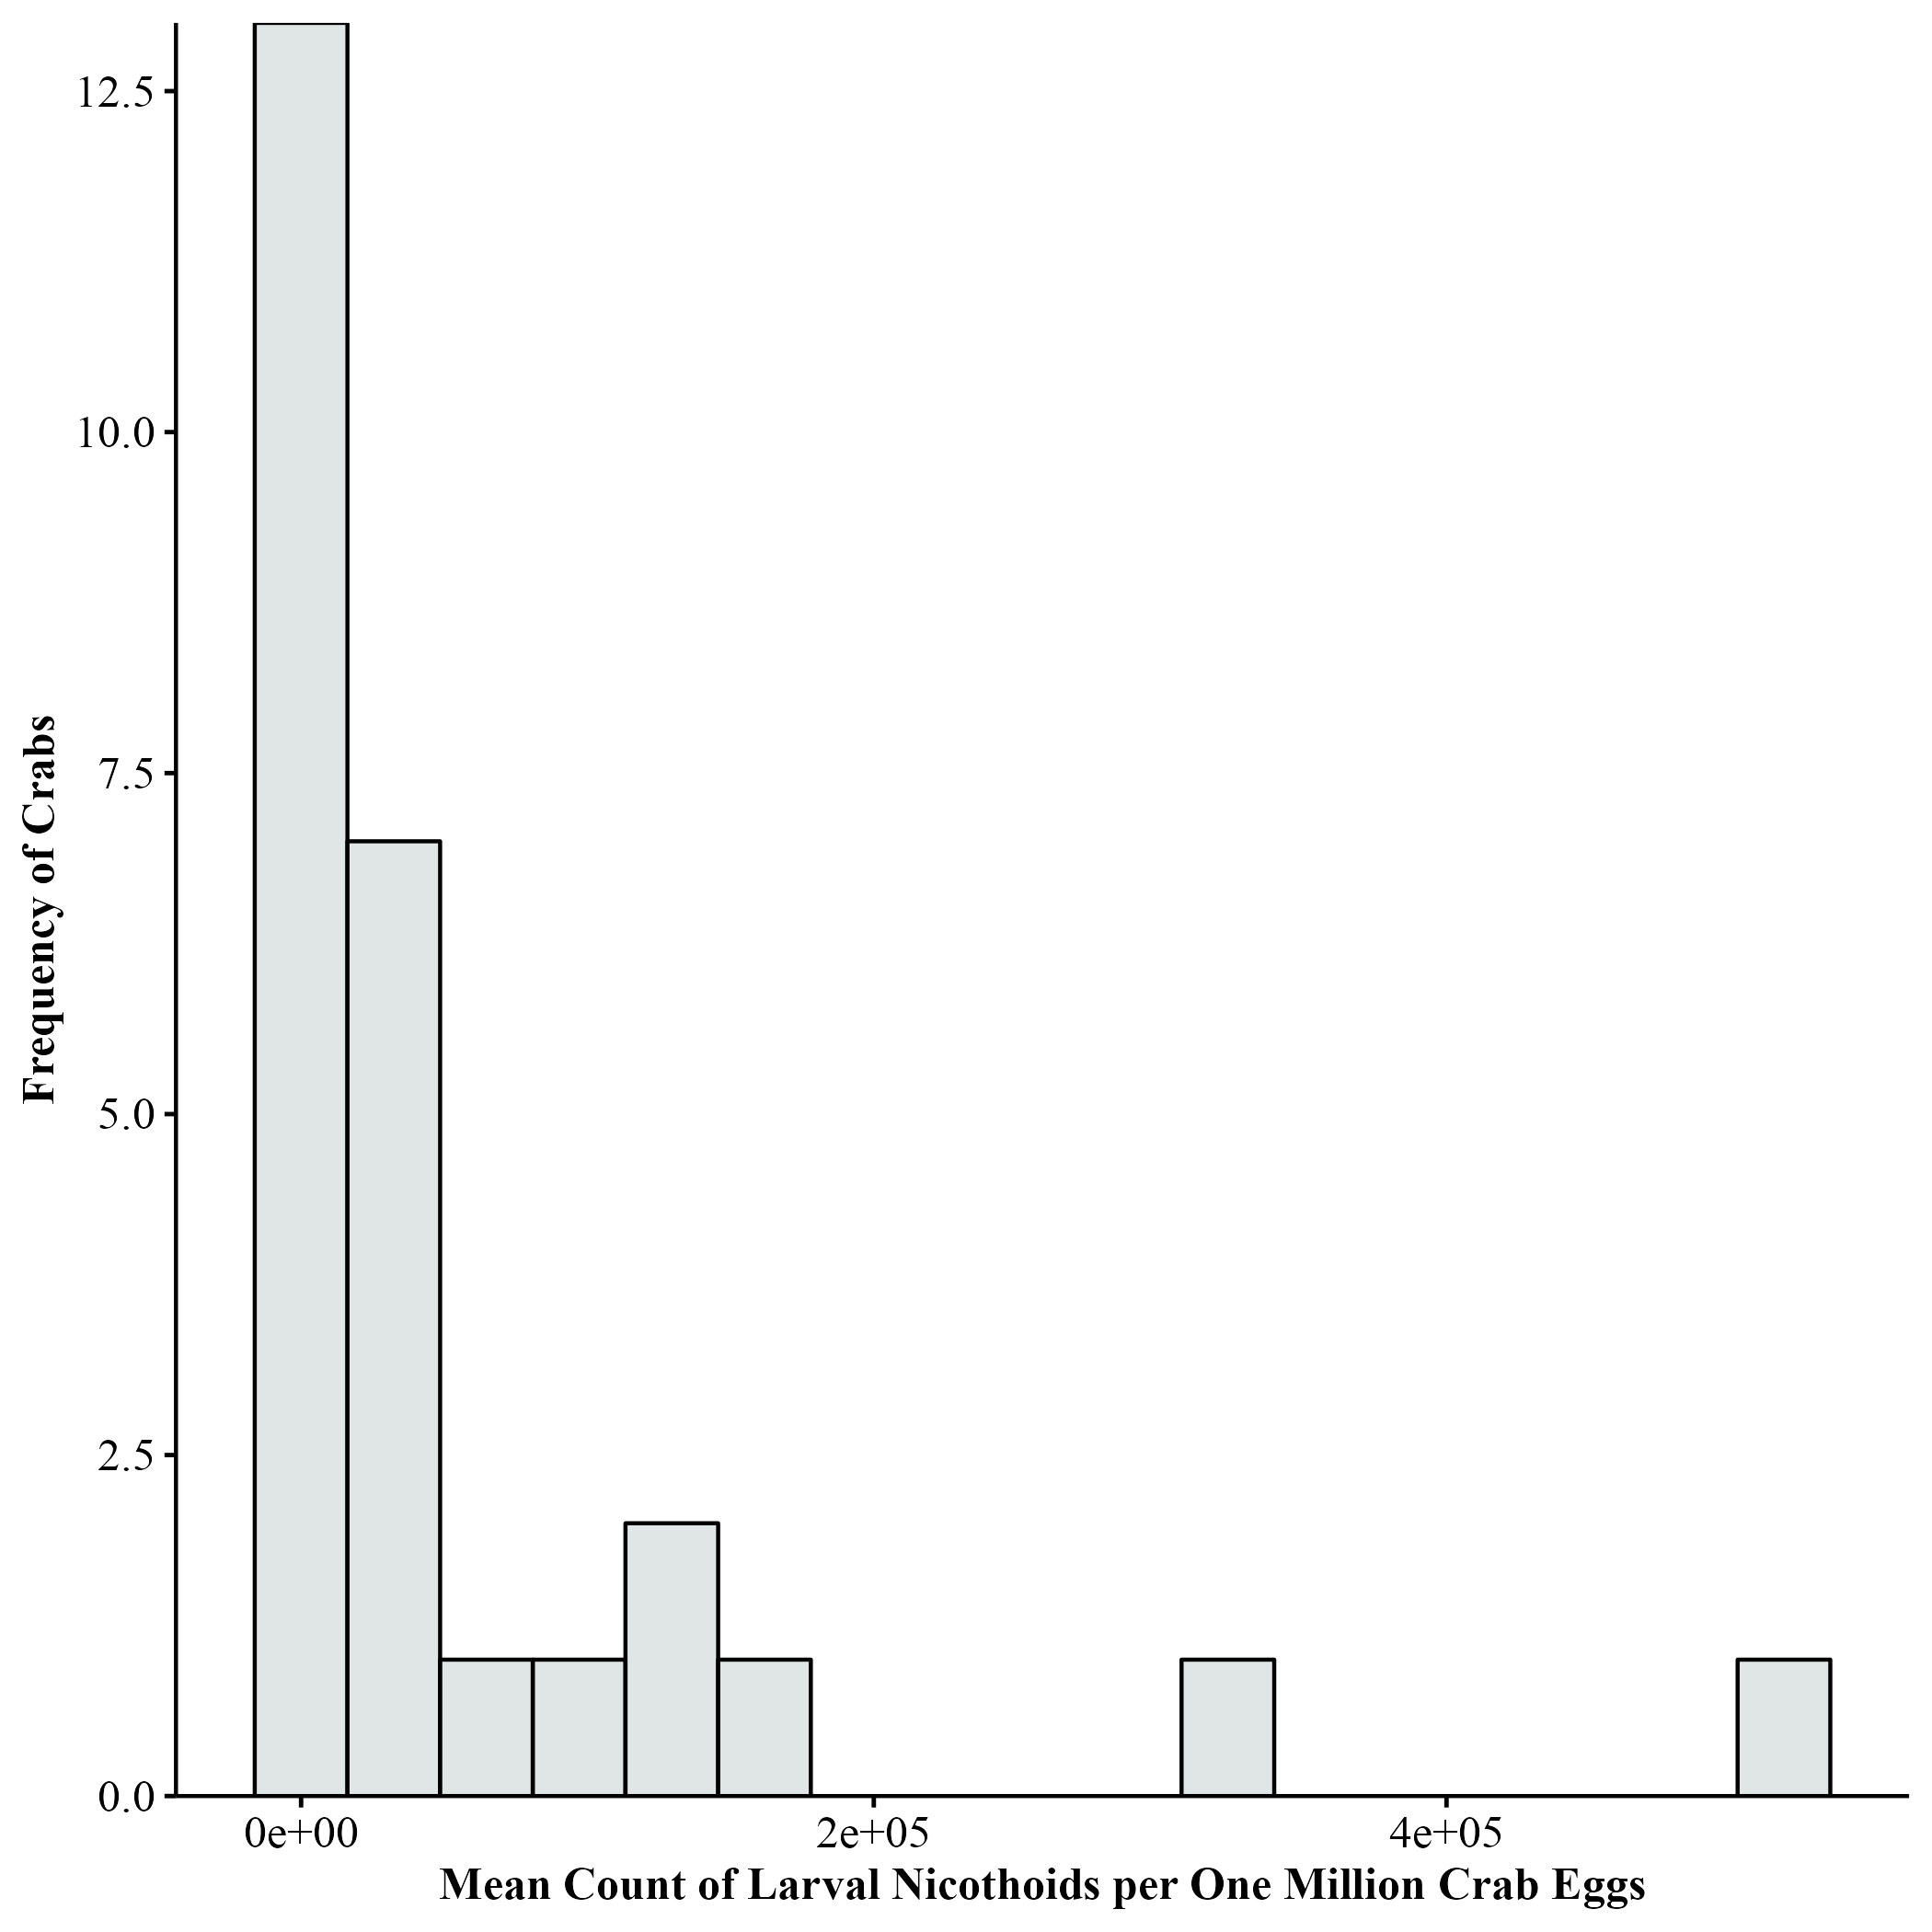 12.5
10.0
7.5
5.0
2.5
0.0
Frequency of Crabs
0e+00
2e+05
4e+05
Mean Count of Larval Nicothoids per One Million Crab Eggs